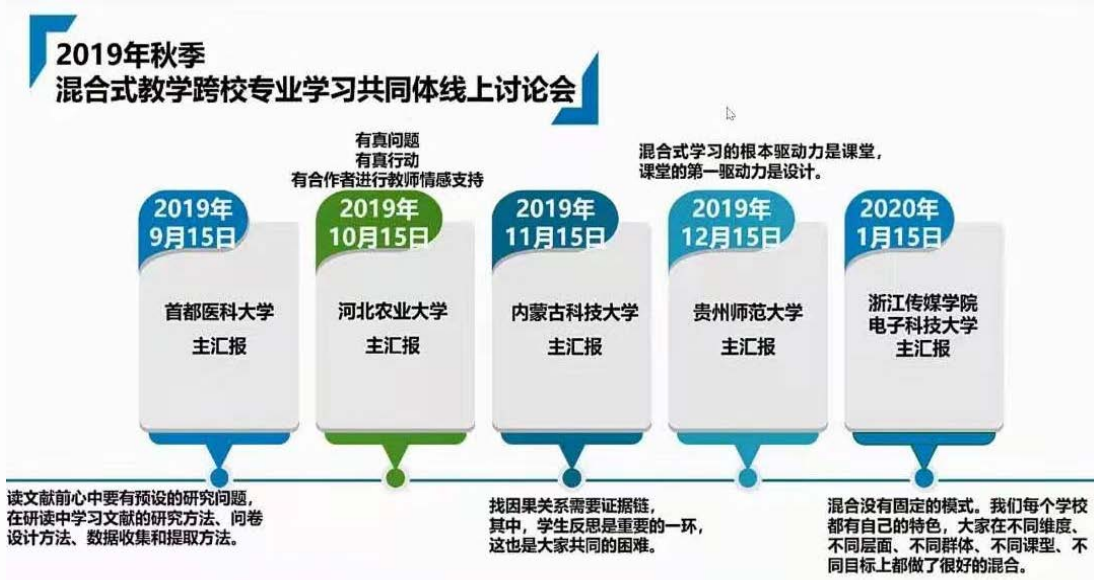 2019年秋季
混合式教学跨校专业学习共同体线上讨论会
有真问题
有真行动
有合作者进行教师情感支持
混合式学习的根本驱动力是课堂，
课堂的第一驱动力是设计。
2019年
9月15日
2019年
10月15日
2019年
11月15日
2019年
12月15日
2020年
1月15日
首都医科大学
主汇报
河北农业大学
主汇报
内蒙古科技大学
主汇报
贵州师范大学
主汇报
浙江传媒学院
电子科技大学
主汇报
读文献前心中要有预设的研究问题，
在研读中学习文献的研究方法、问卷
设计方法、数据收集和提取方法。
找因果关系需要证据链，
其中，学生反思是重要的一环，
这也是大家共同的困难。
混合没有固定的模式。我们每个学校
都有自己的特色，大家在不同维度、
不同层面、不同群体、不同课型、不
同目标上都做了很好的混合。